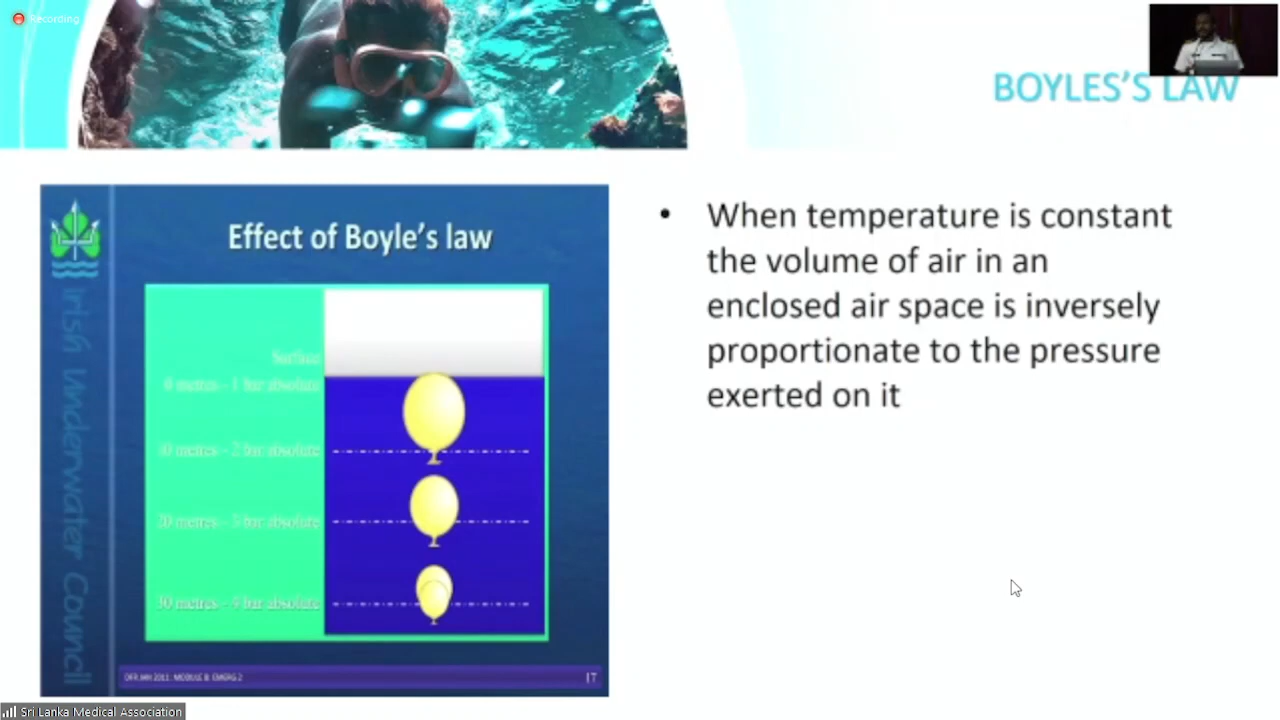 Recording
BOYLES'S LAW
Irish Underwater Council
Effect of Boyle's law
Surface
0 metres - 1 bar absolute
10 metres - 2 bar absolute
20 metres - 3 bar absolute
30 metres - 4 bar absolute
17
• When temperature is constant
the volume of air in an
enclosed air space is inversely
proportionate to the pressure
exerted on it
Sri Lanka Medical Association